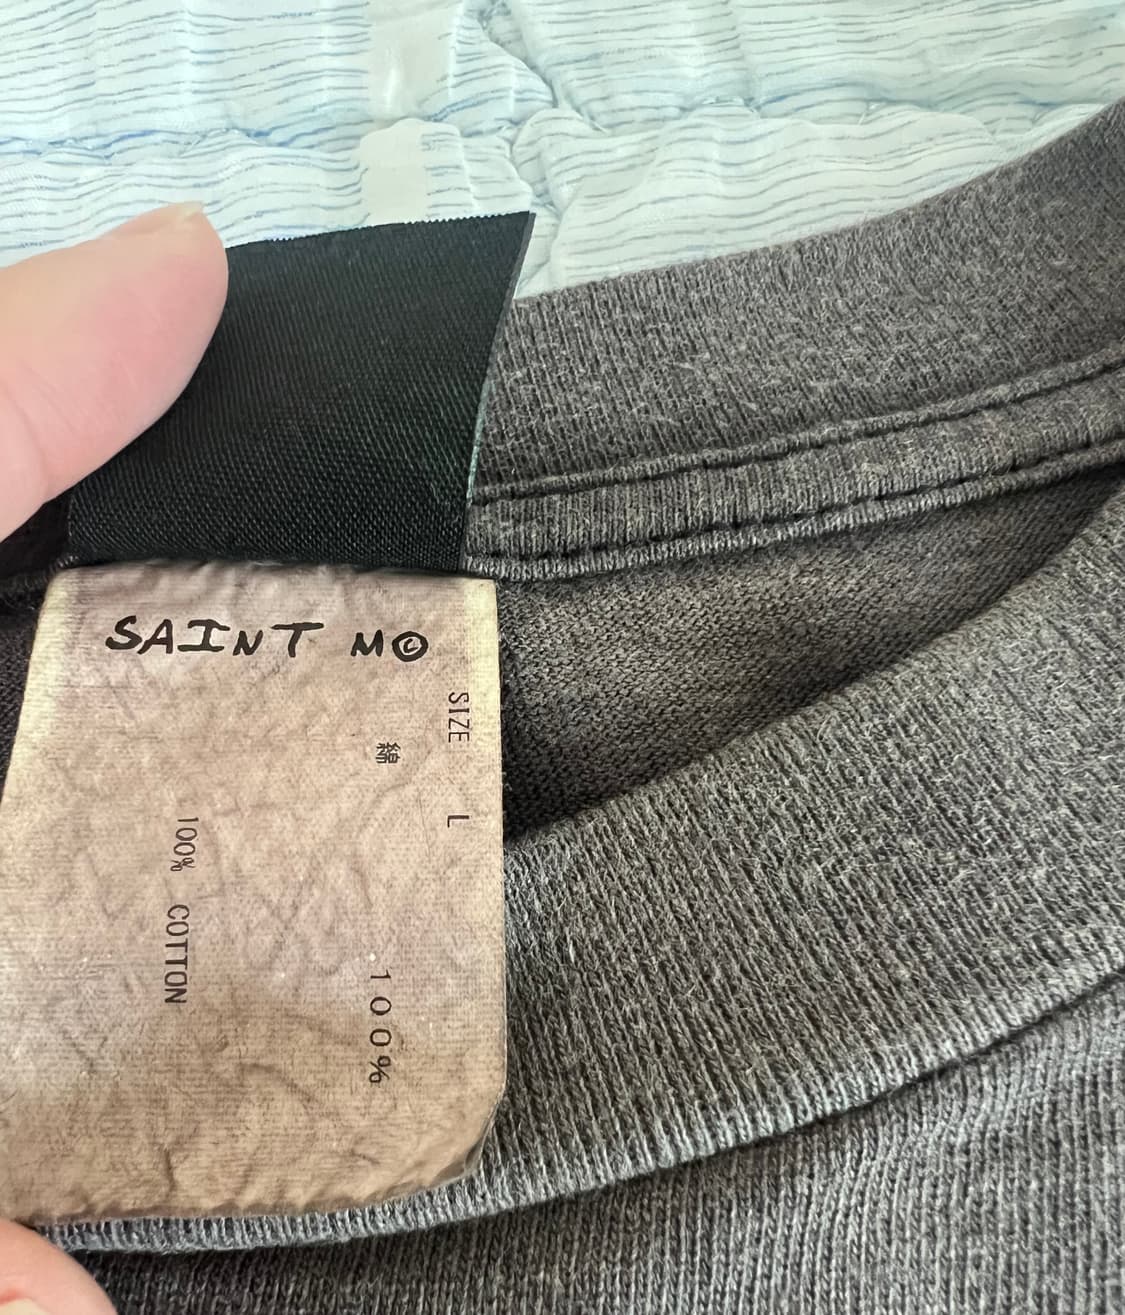 SAINT M©
SIZE L
綿 100%
100% COTTON